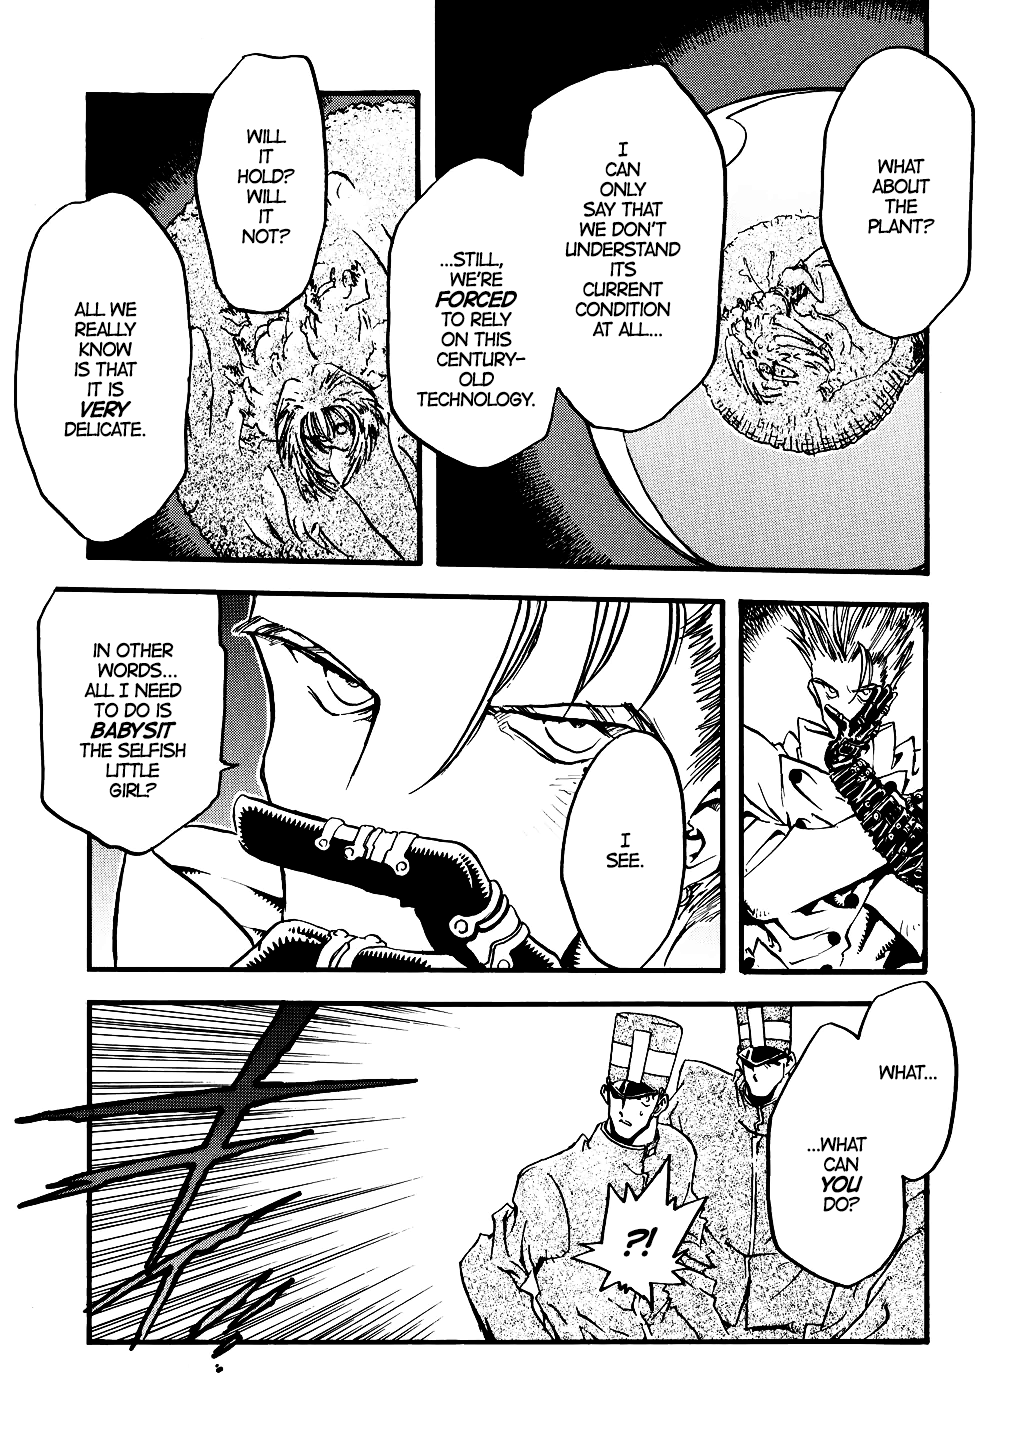 WHAT
ABOUT
THE
PLANT?
I
CAN
ONLY
SAY THAT
WE DON'T
UNDERSTAND
ITS
CURRENT
CONDITION
AT ALL...
...STILL,
WE'RE
FORCED
TO RELY
ON THIS
CENTURY-
OLD
TECHNOLOGY.
WILL
IT
HOLD?
WILL
IT
NOT?
ALL WE
REALLY
KNOW
IS THAT
IT IS
VERY
DELICATE.
I
SEE.
IN OTHER
WORDS...
ALL I NEED
TO DO IS
BABYSIT
THE SELFISH
LITTLE
GIRL?
WHAT...
...WHAT
CAN
YOU
DO?
?!